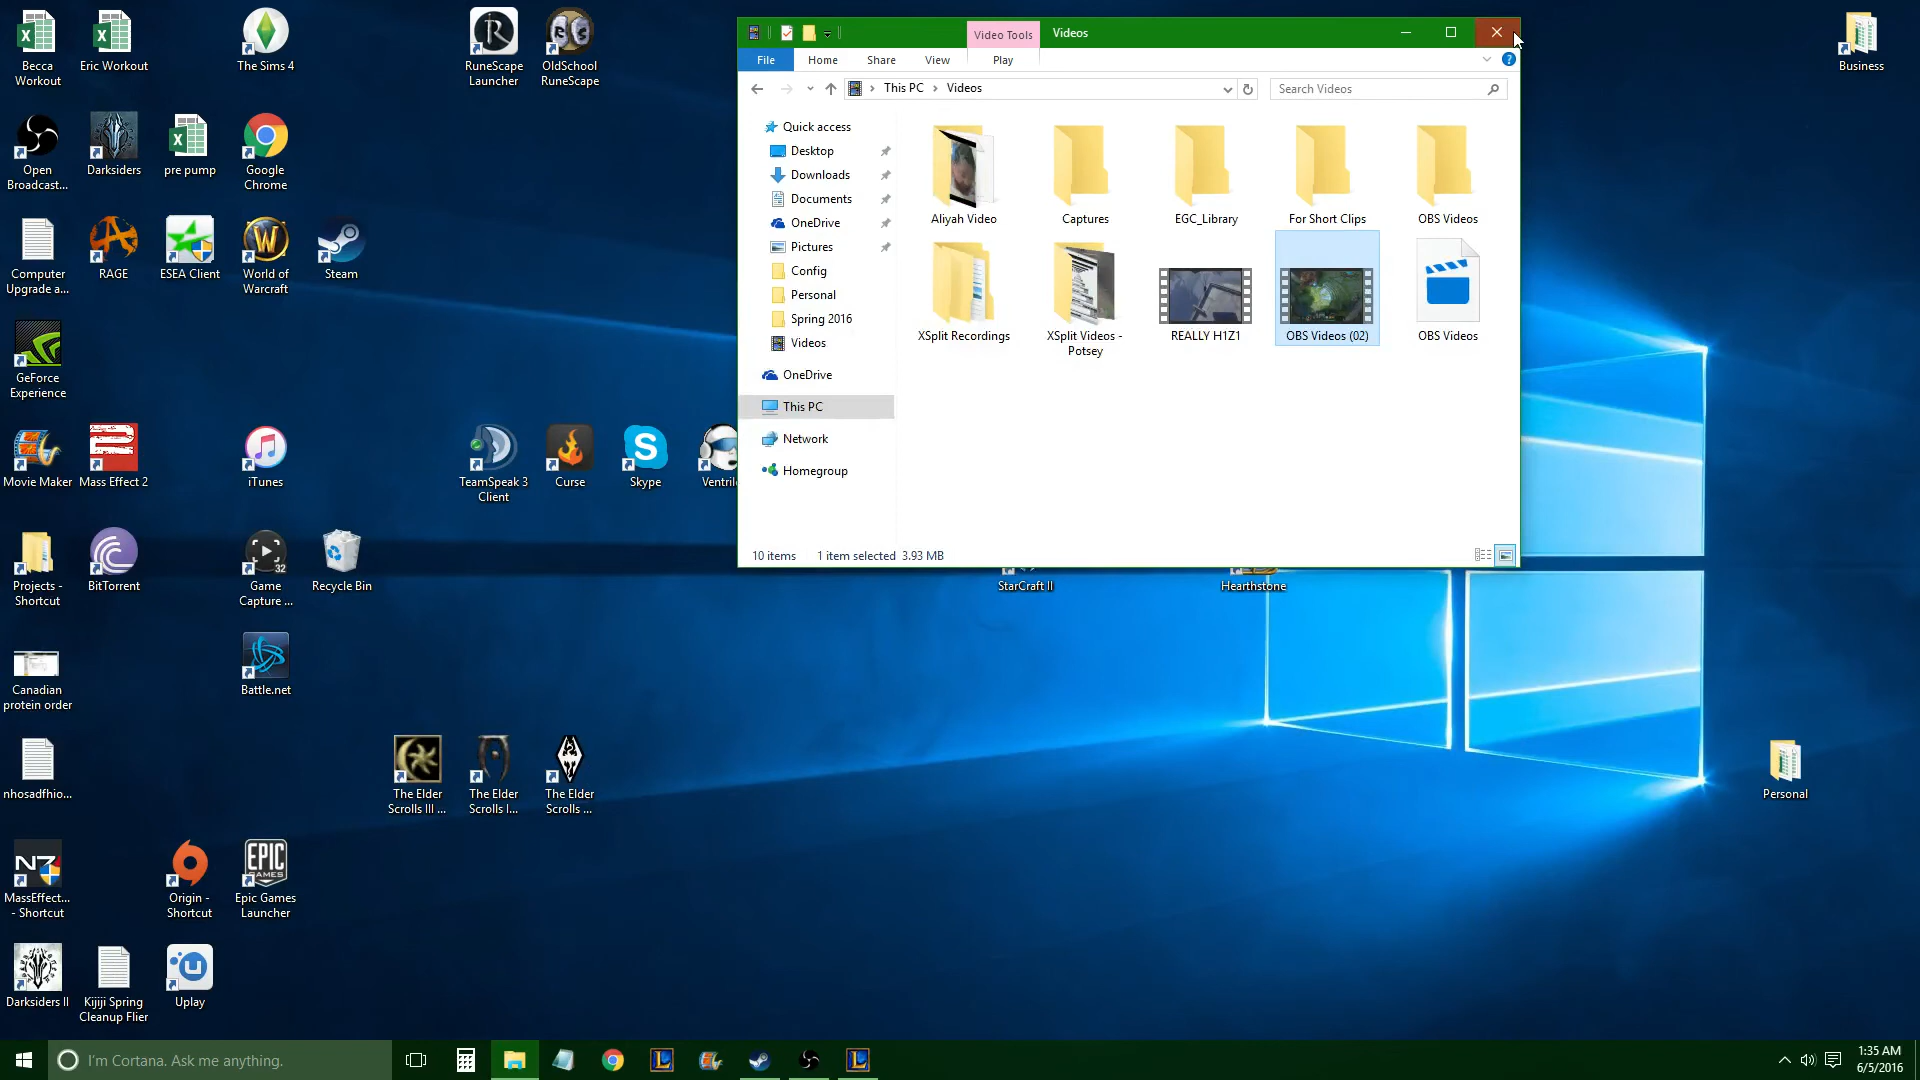 Becca
Workout
Eric Workout
The Sims 4
RuneScape
Launcher
OldSchool
RuneScape
Business
Open
Broadcast...
Darksiders
pre pump
Google
Chrome
Computer
Upgrade a...
RAGE
ESEA Client
World of
Warcraft
Steam
GeForce
Experience
Movie Maker
Mass Effect 2
iTunes
TeamSpeak 3
Client
Curse
Skype
Ventrilo
Projects -
Shortcut
BitTorrent
32
Game
Capture ...
Recycle Bin
StarCraft II
Hearthstone
Canadian
protein order
Battle.net
nhosadfhio...
The Elder
Scrolls III ...
The Elder
Scrolls I...
The Elder
Scrolls ...
Personal
N7
MassEffect...
- Shortcut
Origin -
Shortcut
EPIC
GAMES
Epic Games
Launcher
Darksiders II
Kijiji Spring
Cleanup Flier
Uplay
Video Tools
Videos
File
Home
Share
View
Play
This PC
Videos
Search Videos
Quick access
Desktop
Downloads
Documents
OneDrive
Pictures
Config
Personal
Spring 2016
Videos
OneDrive
This PC
Network
Homegroup
Aliyah Video
Captures
EGC_Library
For Short Clips
OBS Videos
XSplit Recordings
XSplit Videos -
Potsey
REALLY H1Z1
OBS Videos (02)
OBS Videos
10 items
1 item selected 3.93 MB
I'm Cortana. Ask me anything.
1:35 AM
6/5/2016